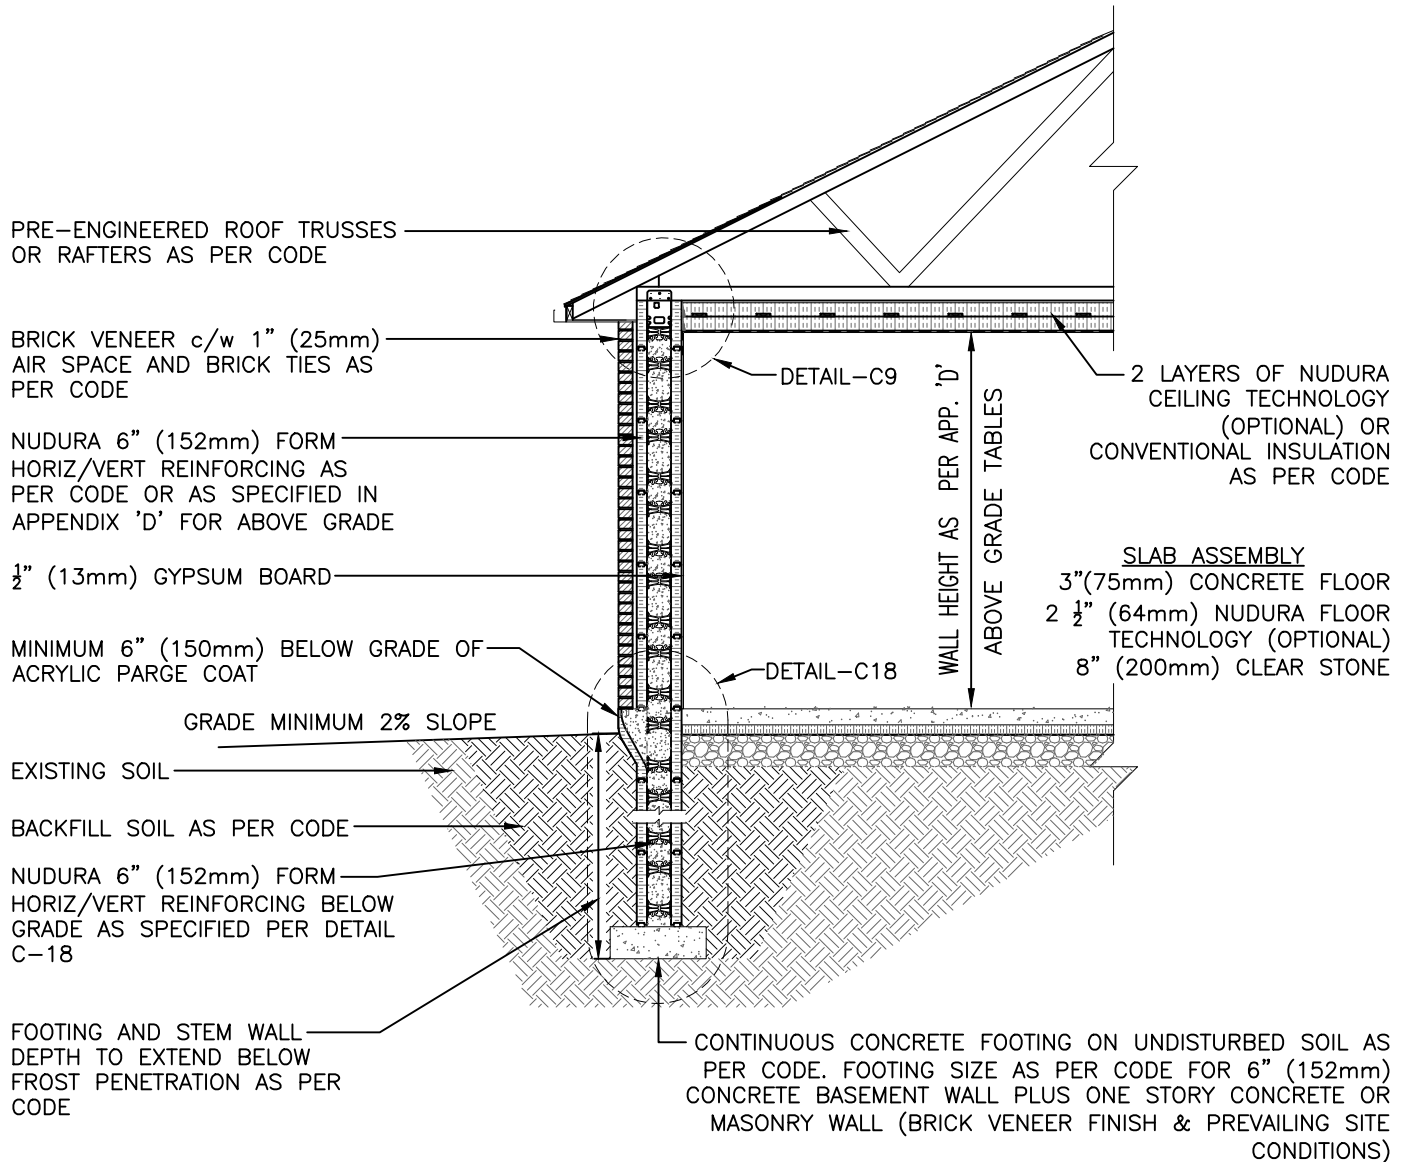 PRE-ENGINEERED ROOF TRUSSES
OR RAFTERS AS PER CODE
BRICK VENEER c/w 1" (25mm)
AIR SPACE AND BRICK TIES AS
PER CODE
NUDURA 6" (152mm) FORM
HORIZ/VERT REINFORCING AS
PER CODE OR AS SPECIFIED IN
APPENDIX 'D' FOR ABOVE GRADE
½" (13mm) GYPSUM BOARD
MINIMUM 6" (150mm) BELOW GRADE OF
ACRYLIC PARGE COAT
GRADE MINIMUM 2% SLOPE
EXISTING SOIL
BACKFILL SOIL AS PER CODE
NUDURA 6" (152mm) FORM
HORIZ/VERT REINFORCING BELOW
GRADE AS SPECIFIED PER DETAIL
C-18
FOOTING AND STEM WALL
DEPTH TO EXTEND BELOW
FROST PENETRATION AS PER
CODE
DETAIL-C9
DETAIL-C18
WALL HEIGHT AS PER APP. 'D'
ABOVE GRADE TABLES
2 LAYERS OF NUDURA
CEILING TECHNOLOGY
(OPTIONAL) OR
CONVENTIONAL INSULATION
AS PER CODE
SLAB ASSEMBLY
3"(75mm) CONCRETE FLOOR
2 ½" (64mm) NUDURA FLOOR
TECHNOLOGY (OPTIONAL)
8" (200mm) CLEAR STONE
CONTINUOUS CONCRETE FOOTING ON UNDISTURBED SOIL AS
PER CODE. FOOTING SIZE AS PER CODE FOR 6" (152mm)
CONCRETE BASEMENT WALL PLUS ONE STORY CONCRETE OR
MASONRY WALL (BRICK VENEER FINISH & PREVAILING SITE
CONDITIONS)